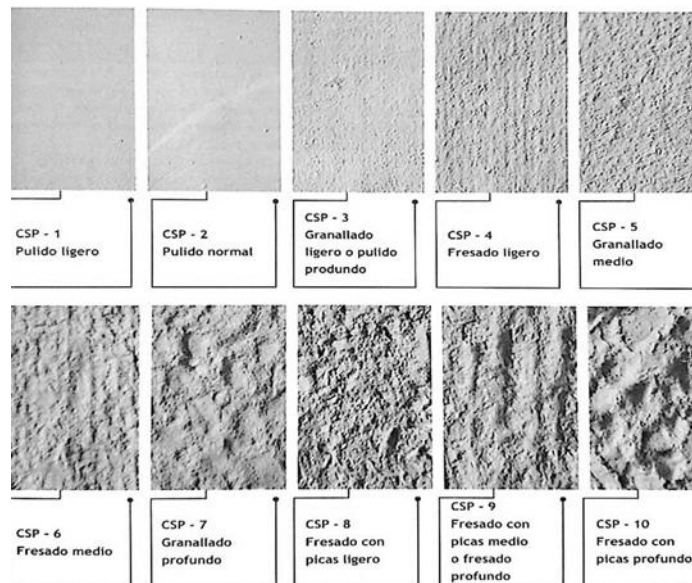 CSP - 1
Pulido ligero
CSP - 2
Pulido normal
CSP - 3
Granallado
ligero o pulido
produndo
CSP - 4
Fresado ligero
CSP - 5
Granallado
medio
CSP - 6
Fresado medio
CSP - 7
Granallado
profundo
CSP - 8
Fresado con
picas ligero
CSP - 9
Fresado con
picas medio
o fresado
profundo
CSP - 10
Fresado con
picas profundo